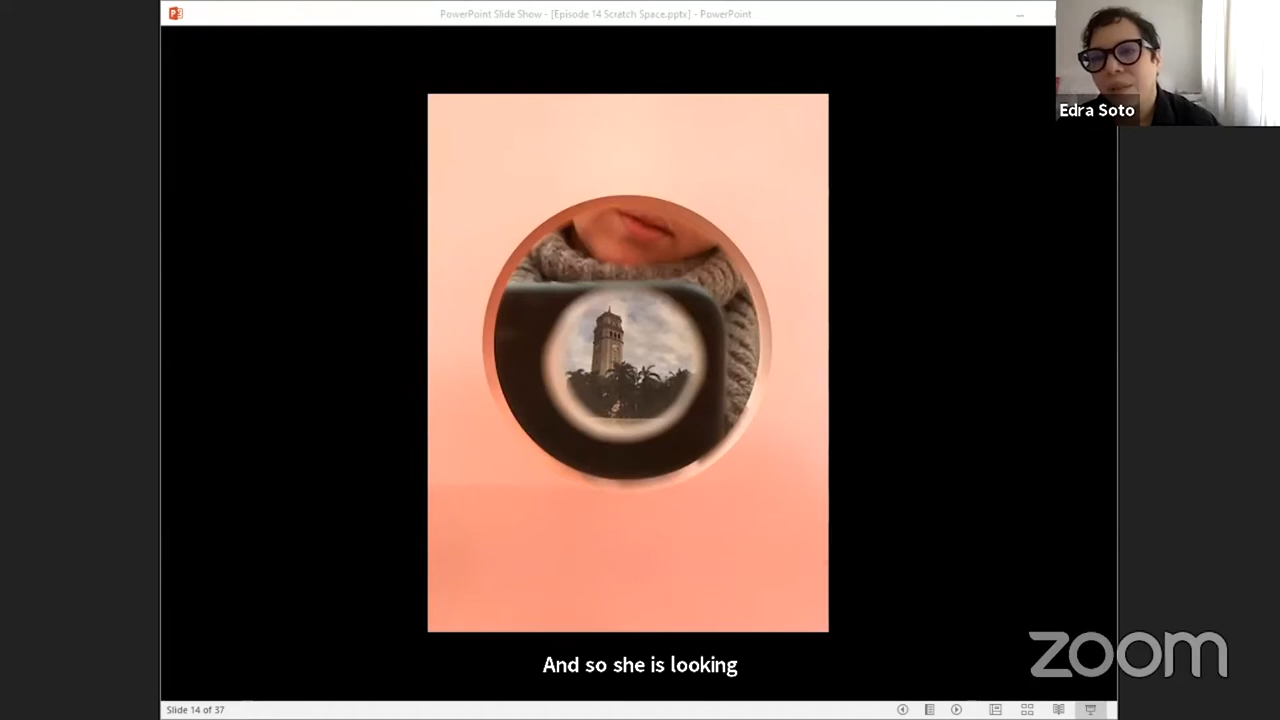 PowerPoint Slide Show - [Episode 14 Scratch Space.pptx] - PowerPoint
Edra Soto
And so she is looking
zoom
Slide 14 of 37